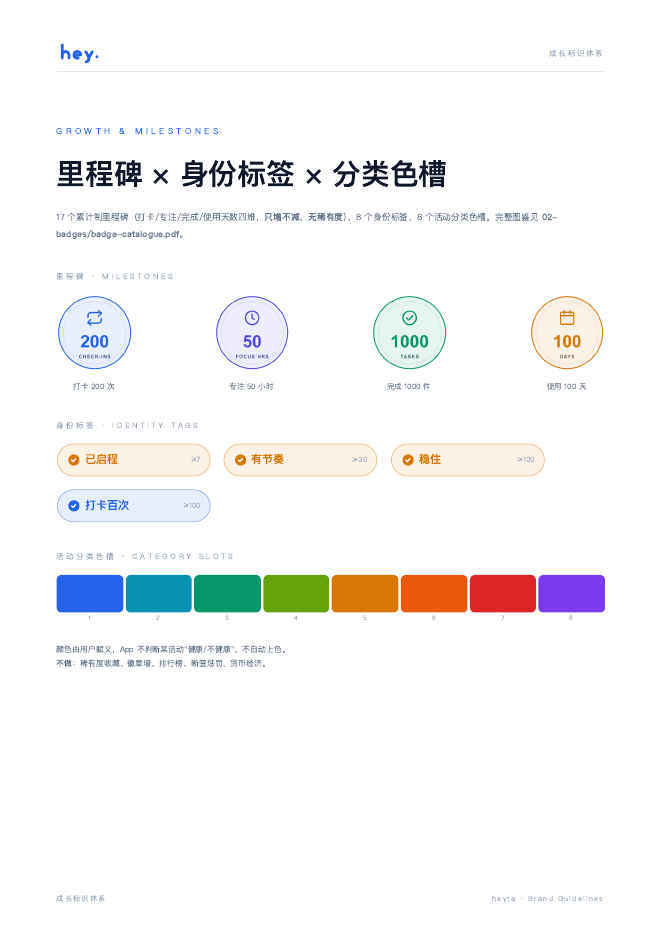 hey.
成长标识体系
GROWTH & MILESTONES
里程碑 × 身份标签 × 分类色槽
17 个累计制里程碑（打卡/专注/完成/使用天数四维，只增不减、无稀有度）、8 个身份标签、8 个活动分类色槽。完整图鉴见 02-
badges/badge-catalogue.pdf。
里程碑 · MILESTONES
200
CHECK-INS
50
FOCUS HRS
1000
TASKS
100
DAYS
打卡 200 次
专注 50 小时
完成 1000 件
使用 100 天
身份标签 · IDENTITY TAGS
已启程 ≥7
有节奏 ≥30
稳住 ≥100
打卡百次 ≥100
活动分类色槽 · CATEGORY SLOTS
1 2 3 4 5 6 7 8
颜色由用户赋义，App 不判断某活动"健康/不健康"、不自动上色。
不做：稀有度收藏、徽章墙、排行榜、断签惩罚、货币经济。
成长标识体系
heyta · Brand Guidelines